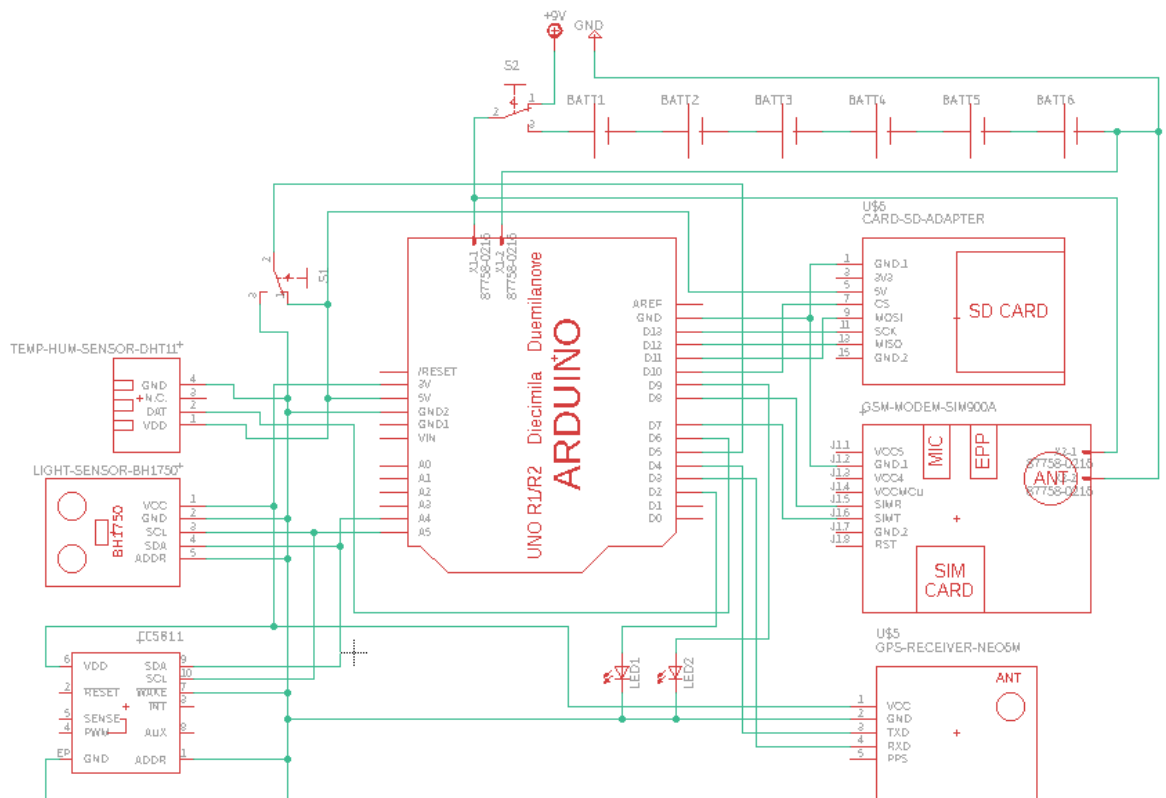 +9V
GND
S2
1
2
3
BATT1 BATT2 BATT3 BATT4 BATT5 BATT6
U$5
CARD-SD-ADAPTER
1 GND.1
3 3V3
5 5V
7 CS
9 MOSI
11 SCK
13 MISO
15 GND.2
SD CARD
2
S1
3 1
X1-1
87758-0216
X1-2
87758-0216
UNO R1/R2 Diecimila Duemilanove
ARDUINO
/RESET
3V
5V
GND2
GND1
VIN
A0
A1
A2
A3
A4
A5
AREF
GND
D13
D12
D11
D10
D9
D8
D7
D6
D5
D4
D3
D2
D1
D0
TEMP-HUM-SENSOR-DHT11
GND 4
N.C. 3
DAT 2
VDD 1
LIGHT-SENSOR-BH1750
BH1750
VCC 1
GND 2
SCL 3
SDA 4
ADDR 5
GSM-MODEM-SIM900A
J1.1 VCC5
J1.2 GND.1
J1.3 VCC4
J1.4 VCCMCU
J1.5 SIMR
J1.6 SIMT
J1.7 GND.2
J1.8 RST
MIC
EPP
ANT
X2-1
87758-0216
87758-0216
SIM
CARD
6 VDD SDA 9
SCL 10
2 RESET WAKE 7
INT 3
5 SENSE
4 PWM AUX 8
EP GND ADDR 1
LED1
LED2
U$5
GPS-RECEIVER-NEO6M
ANT
1 VCC
2 GND
3 TXD
4 RXD
5 PPS